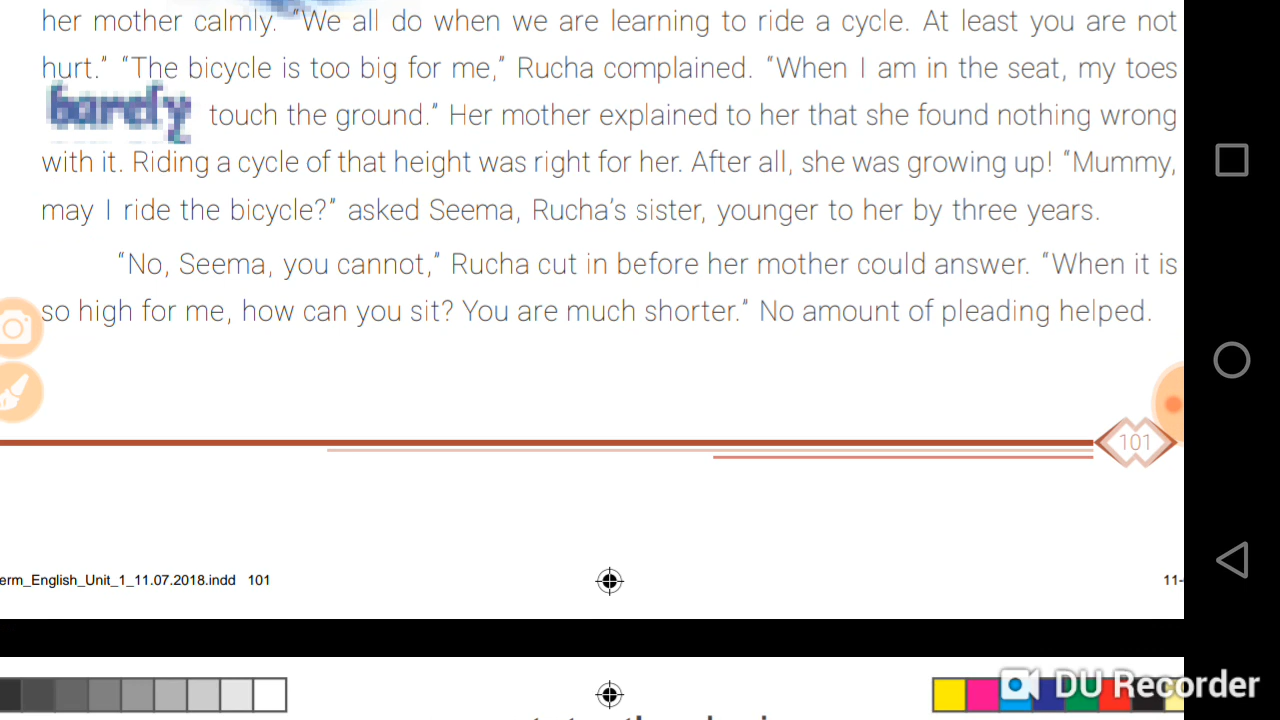 her mother calmly. “We all do when we are learning to ride a cycle. At least you are not
hurt.” “The bicycle is too big for me,” Rucha complained. “When I am in the seat, my toes
barely touch the ground.” Her mother explained to her that she found nothing wrong
with it. Riding a cycle of that height was right for her. After all, she was growing up! “Mummy,
may I ride the bicycle?” asked Seema, Rucha’s sister, younger to her by three years.
“No, Seema, you cannot,” Rucha cut in before her mother could answer. “When it is
so high for me, how can you sit? You are much shorter.” No amount of pleading helped.
101
erm_English_Unit_1_11.07.2018.indd 101
11-
DU Recorder